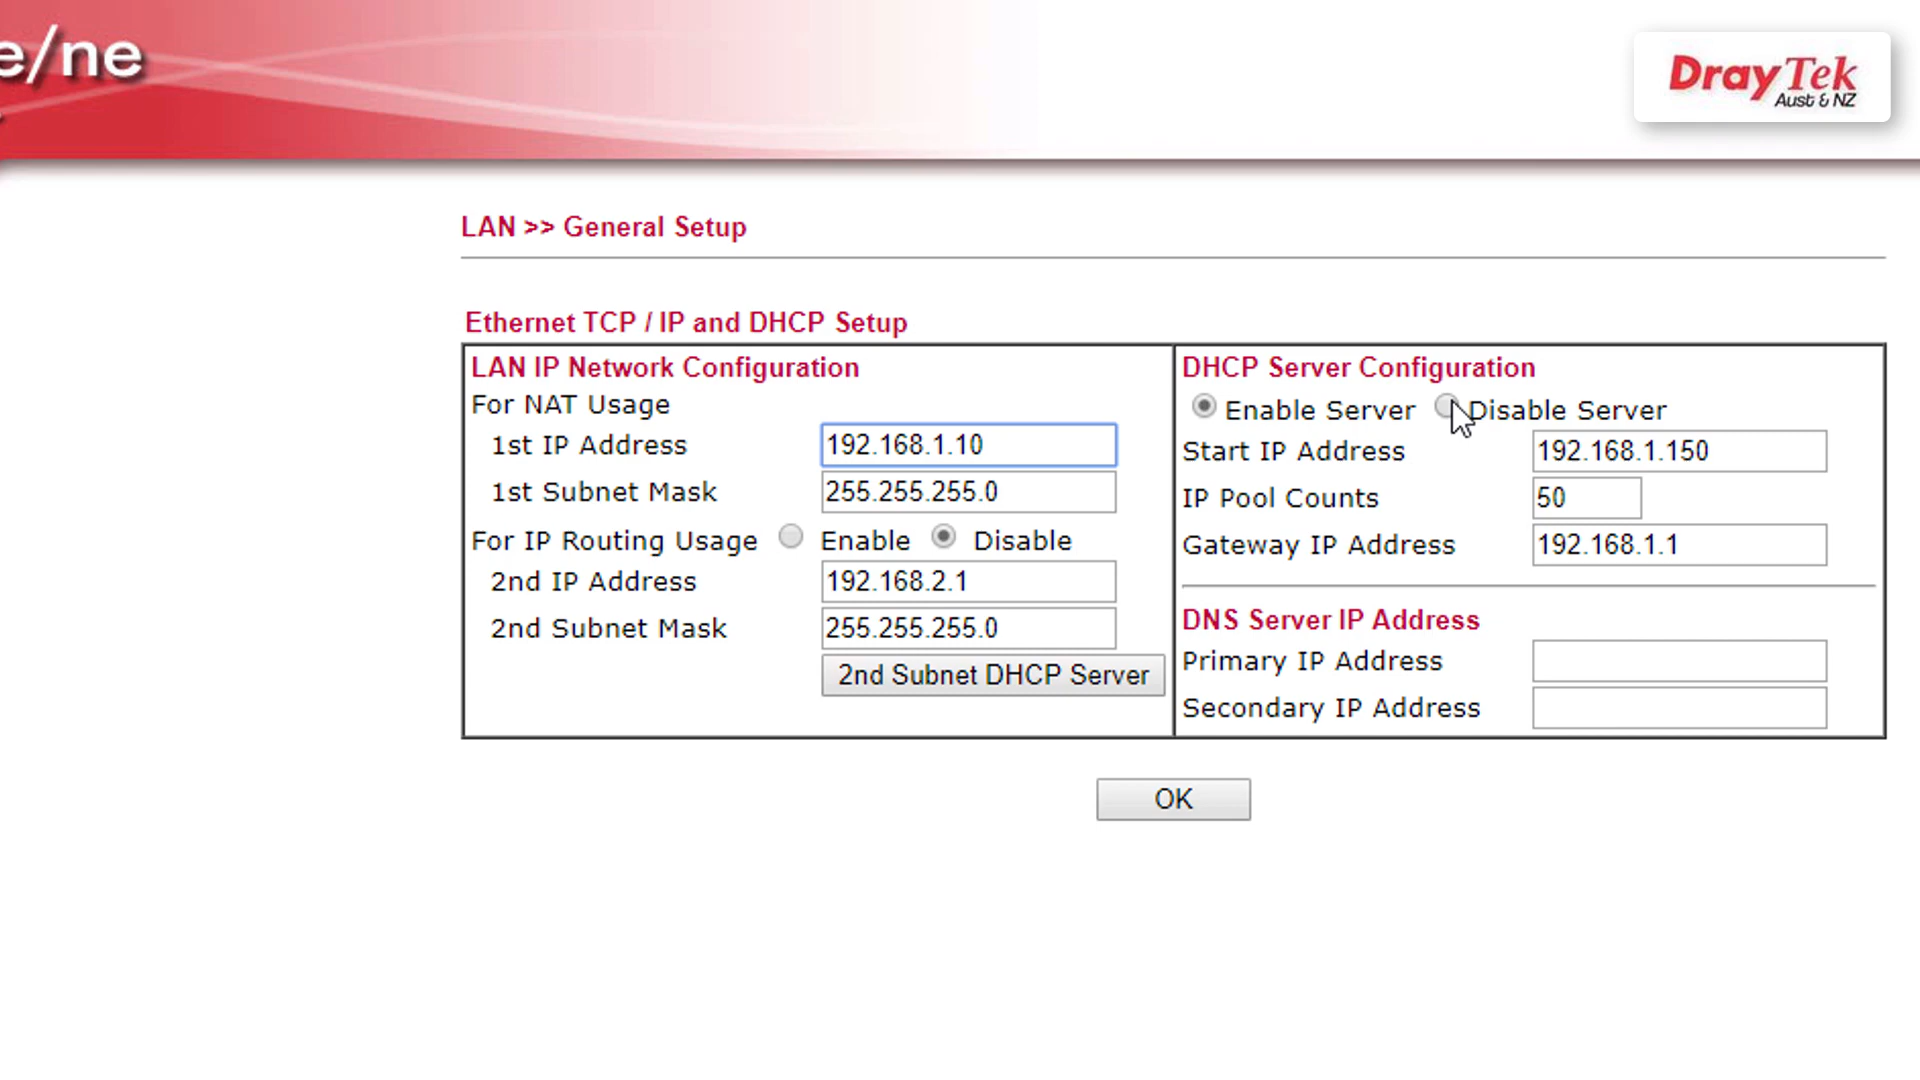 e/ne
DrayTek
Aust & NZ
LAN >> General Setup
Ethernet TCP / IP and DHCP Setup
LAN IP Network Configuration
For NAT Usage
1st IP Address 192.168.1.10
1st Subnet Mask 255.255.255.0
For IP Routing Usage Enable Disable
2nd IP Address 192.168.2.1
2nd Subnet Mask 255.255.255.0
2nd Subnet DHCP Server
DHCP Server Configuration
Enable Server Disable Server
Start IP Address 192.168.1.150
IP Pool Counts 50
Gateway IP Address 192.168.1.1
DNS Server IP Address
Primary IP Address
Secondary IP Address
OK